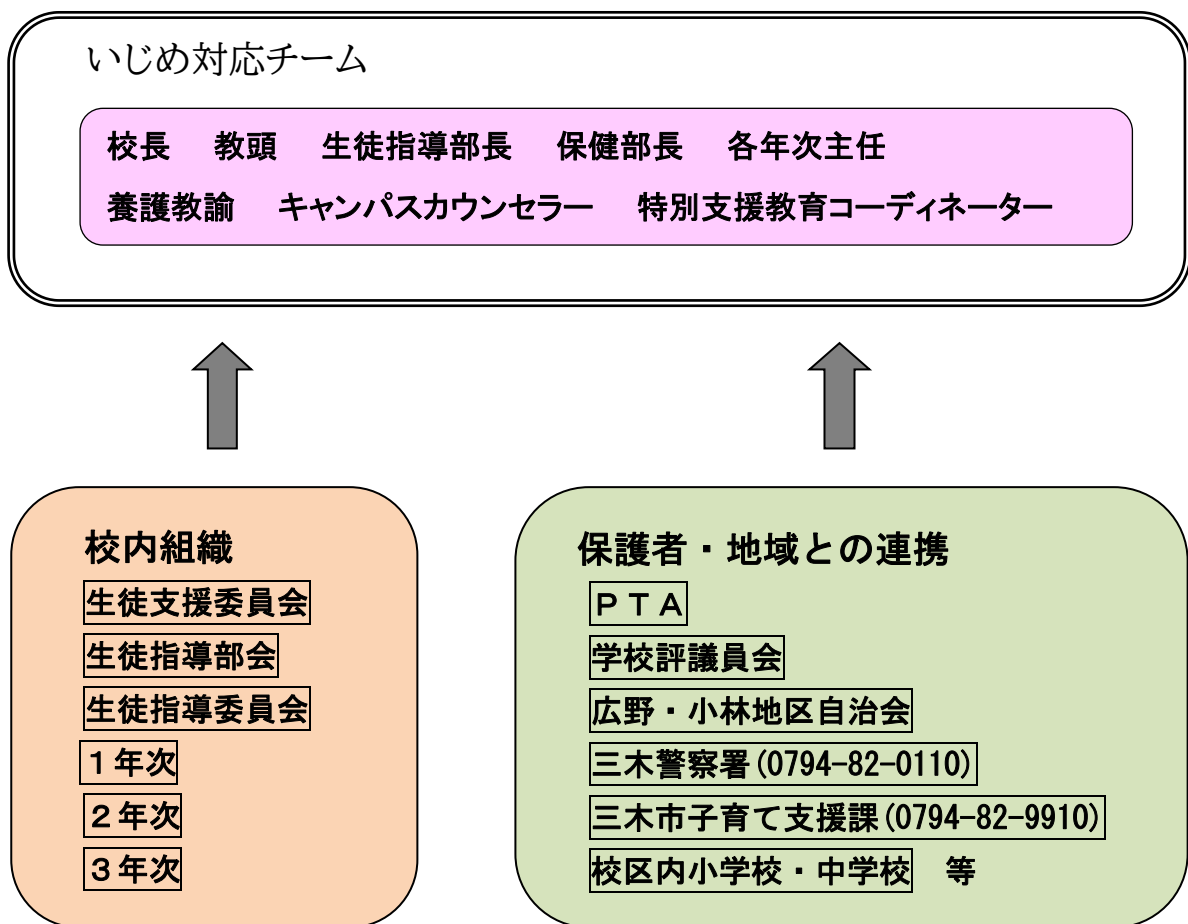 いじめ対応チーム
校長　教頭　生徒指導部長　保健部長　各年次主任
養護教諭　キャンパスカウンセラー　特別支援教育コーディネーター
校内組織
生徒支援委員会
生徒指導部会
生徒指導委員会
１年次
２年次
３年次
保護者・地域との連携
ＰＴＡ
学校評議員会
広野・小林地区自治会
三木警察署(0794-82-0110)
三木市子育て支援課(0794-82-9910)
校区内小学校・中学校　等